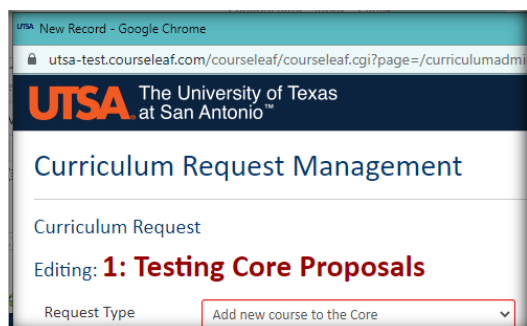 UTSA New Record - Google Chrome
utsa-test.courseleaf.com/courseleaf/courseleaf.cgi?page=/curriculumadmi
UTSA The University of Texas
at San Antonio™
Curriculum Request Management
Curriculum Request
Editing: 1: Testing Core Proposals
Request Type Add new course to the Core